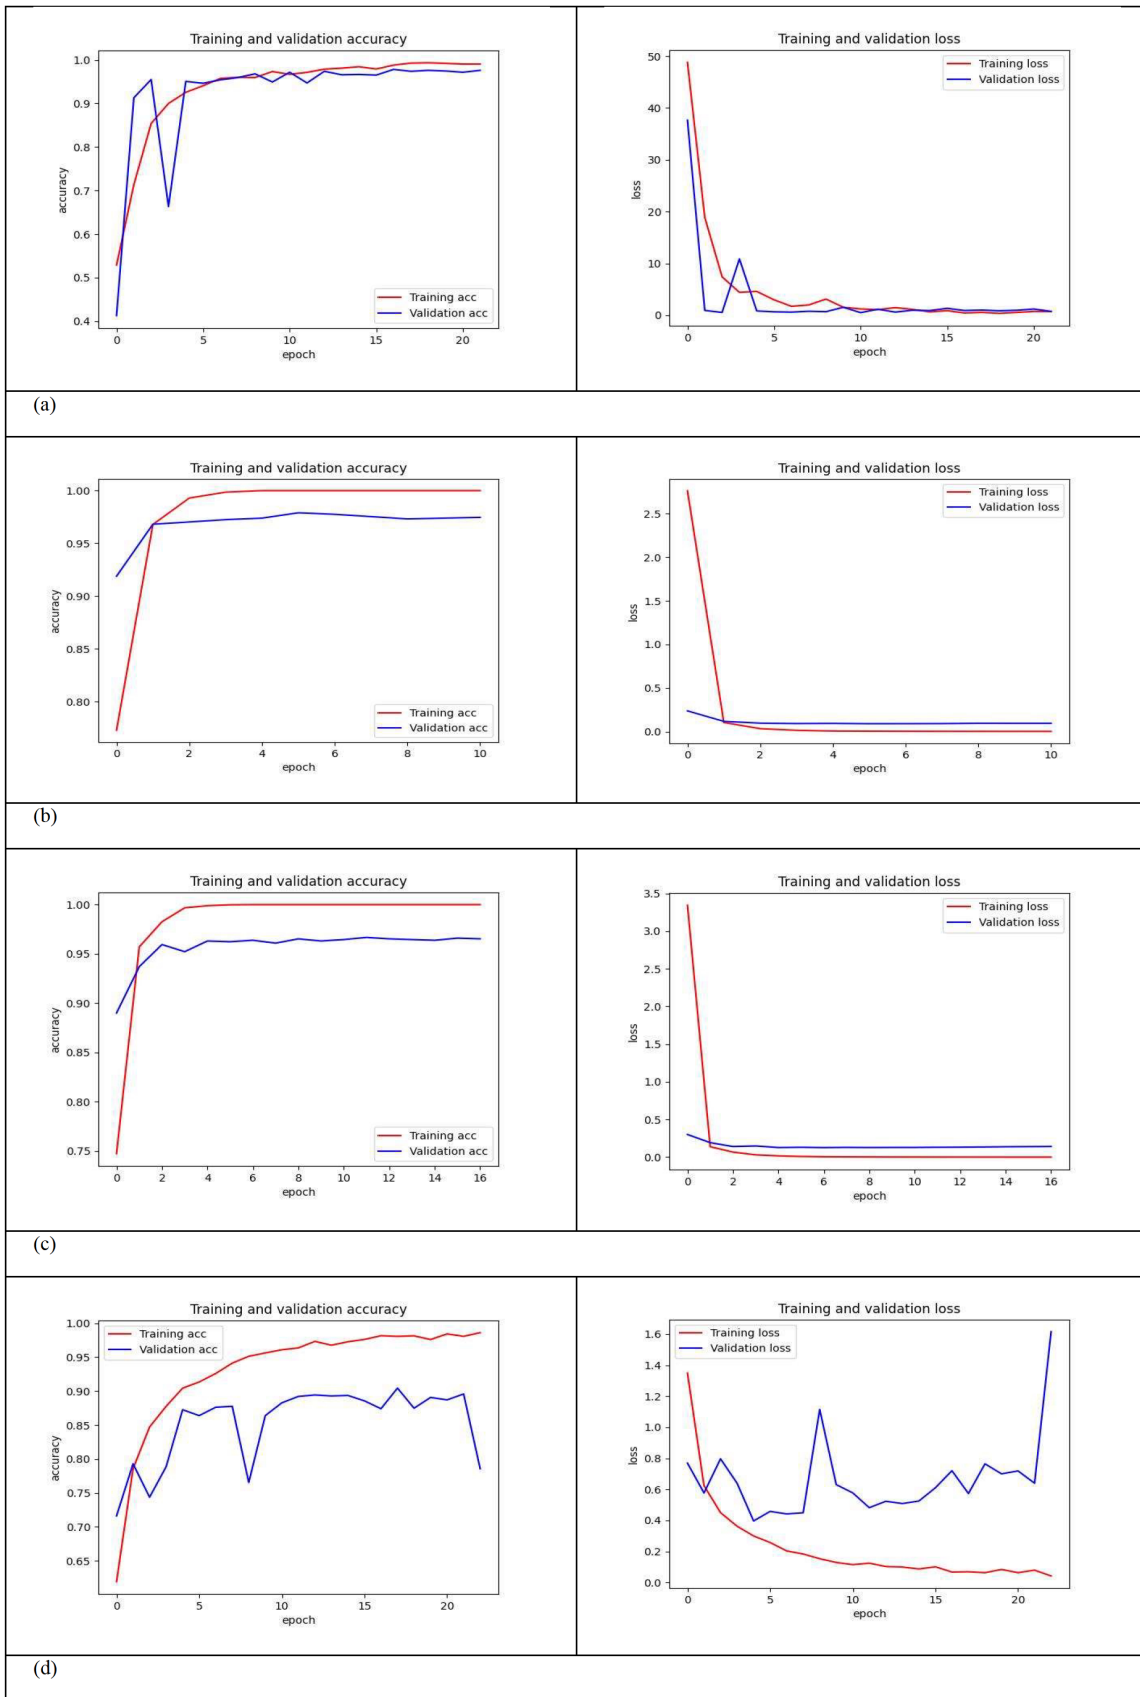 Training and validation accuracy
1.0
0.9
0.8
0.7
0.6
0.5
0.4
accuracy
Training acc
Validation acc
0 5 10 15 20
epoch
Training and validation loss
50
40
30
20
10
0
loss
Training loss
Validation loss
0 5 10 15 20
epoch
(a)
Training and validation accuracy
1.00
0.95
0.90
0.85
0.80
accuracy
Training acc
Validation acc
0 2 4 6 8 10
epoch
Training and validation loss
2.5
2.0
1.5
1.0
0.5
0.0
loss
Training loss
Validation loss
0 2 4 6 8 10
epoch
(b)
Training and validation accuracy
1.00
0.95
0.90
0.85
0.80
0.75
accuracy
Training acc
Validation acc
0 2 4 6 8 10 12 14 16
epoch
Training and validation loss
3.5
3.0
2.5
2.0
1.5
1.0
0.5
0.0
loss
Training loss
Validation loss
0 2 4 6 8 10 12 14 16
epoch
(c)
Training and validation accuracy
1.00
0.95
0.90
0.85
0.80
0.75
0.70
0.65
accuracy
Training acc
Validation acc
0 5 10 15 20
epoch
Training and validation loss
1.6
1.4
1.2
1.0
0.8
0.6
0.4
0.2
0.0
loss
Training loss
Validation loss
0 5 10 15 20
epoch
(d)